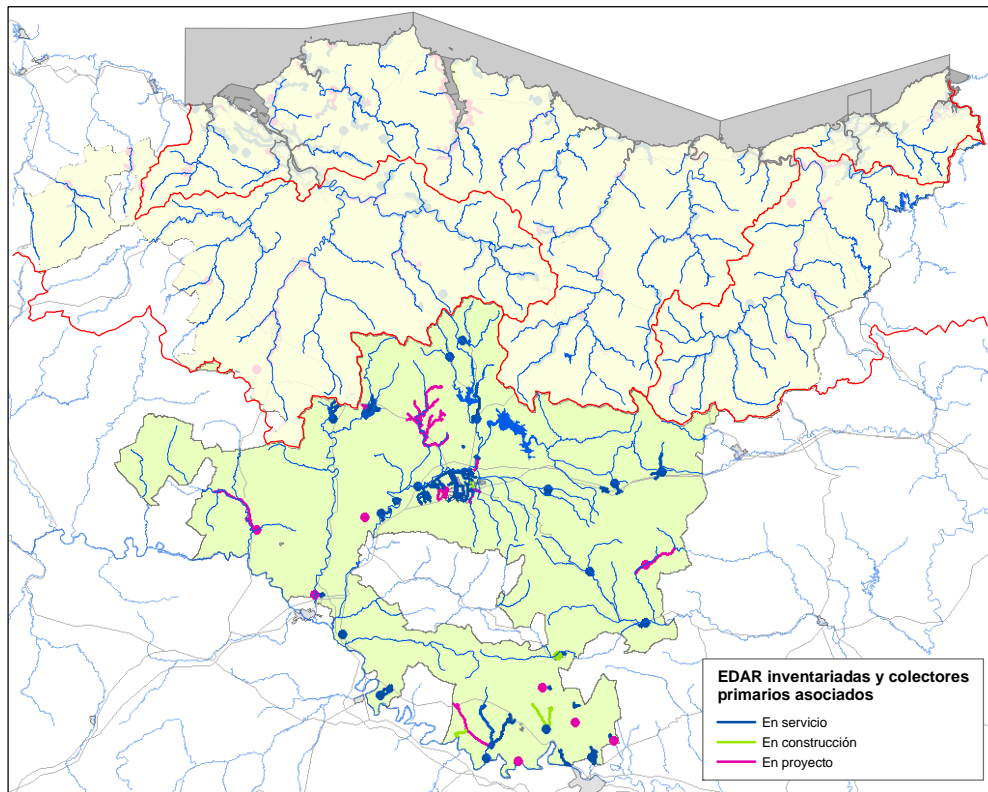 EDAR inventariadas y colectores
primarios asociados
En servicio
En construcción
En proyecto